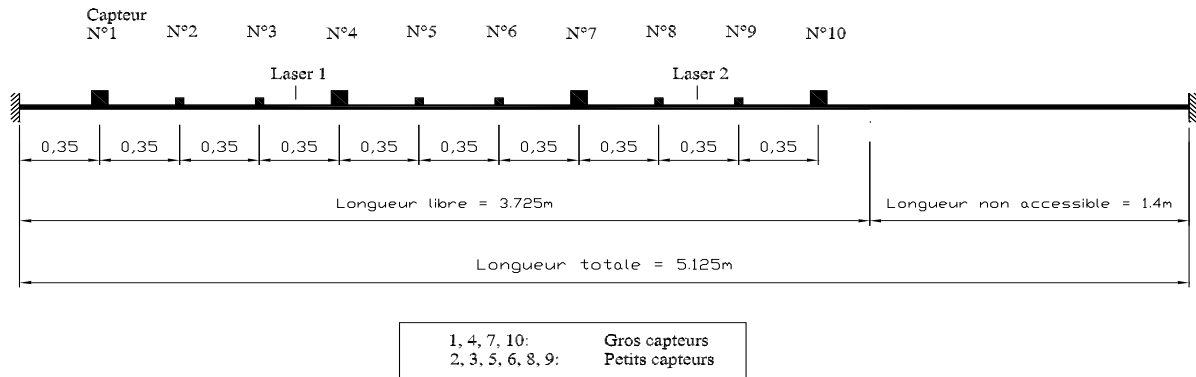 Capteur
N°1 N°2 N°3 N°4 N°5 N°6 N°7 N°8 N°9 N°10
Laser 1 Laser 2
0,35 0,35 0,35 0,35 0,35 0,35 0,35 0,35 0,35 0,35
Longueur libre = 3.725m Longueur non accessible = 1.4m
Longueur totale = 5.125m
1, 4, 7, 10: Gros capteurs
2, 3, 5, 6, 8, 9: Petits capteurs